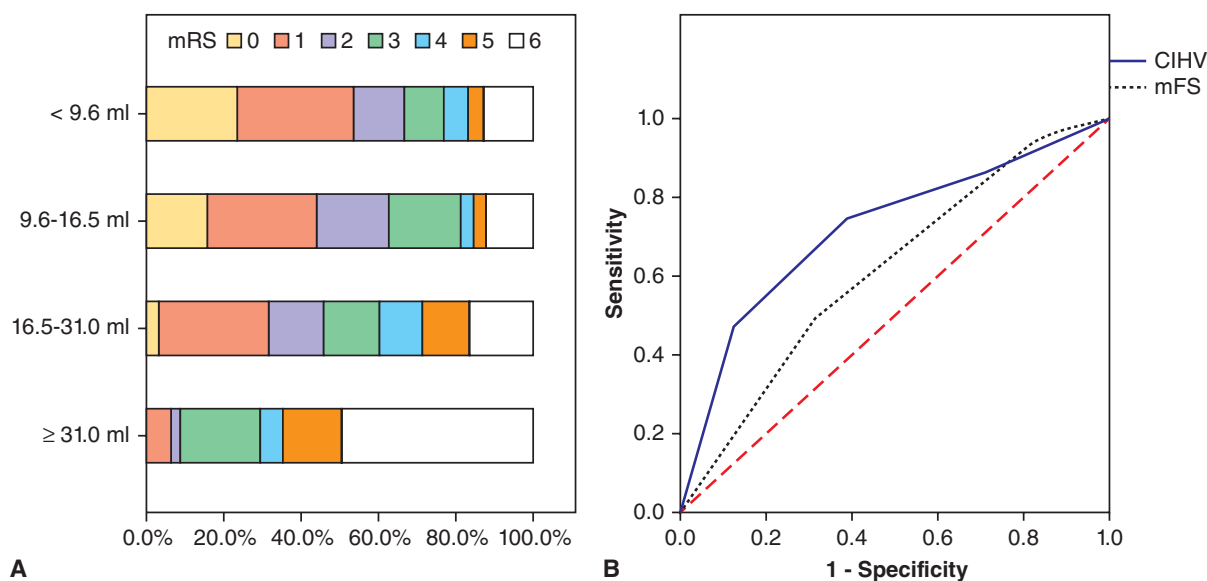 mRS 0 1 2 3 4 5 6
< 9.6 ml
9.6-16.5 ml
16.5-31.0 ml
≥ 31.0 ml
0.0% 20.0% 40.0% 60.0% 80.0% 100.0%
A
CIHV
mFS
1.0
0.8
0.6
0.4
0.2
0.0
Sensitivity
0.0 0.2 0.4 0.6 0.8 1.0
1 - Specificity
B